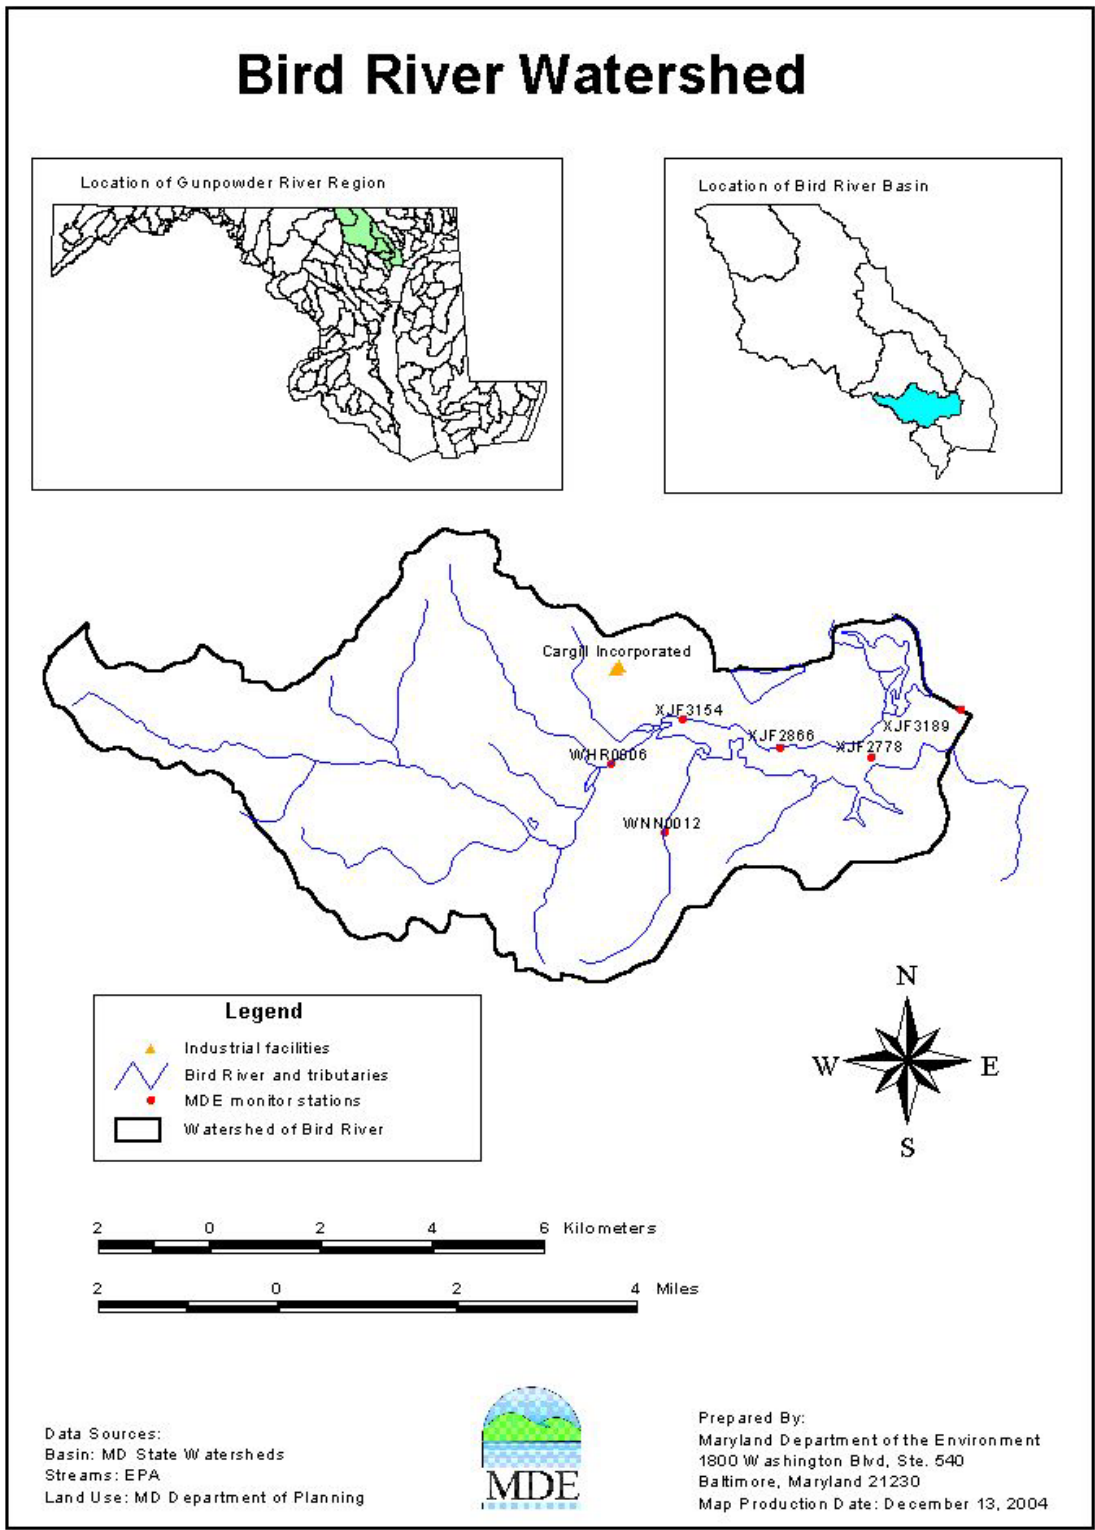 Bird River Watershed
Location of Gunpowder River Region
Location of Bird River Basin
Cargill Incorporated
XJF3154
XJF3189
XJF2866
XJF2778
WHR0006
WNN0012
Legend
Industrial facilities
Bird River and tributaries
MDE monitor stations
Watershed of Bird River
N
W E
S
2 0 2 4 6 Kilometers
2 0 2 4 Miles
Data Sources:
Basin: MD State Watersheds
Streams: EPA
Land Use: MD Department of Planning
MDE
Prepared By:
Maryland Department of the Environment
1800 Washington Blvd, Ste. 540
Baltimore, Maryland 21230
Map Production Date: December 13, 2004